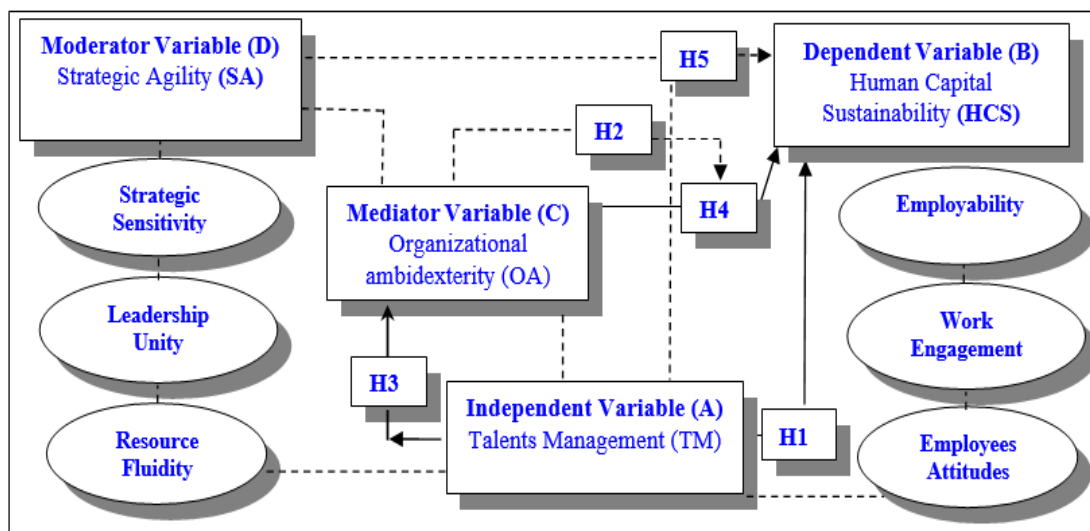 Moderator Variable (D)
Strategic Agility (SA)
H5
Dependent Variable (B)
Human Capital
Sustainability (HCS)
H2
Strategic
Sensitivity
Mediator Variable (C)
Organizational
ambidexterity (OA)
H4
Employability
Leadership
Unity
Work
Engagement
H3
Independent Variable (A)
Talents Management (TM)
H1
Resource
Fluidity
Employees
Attitudes